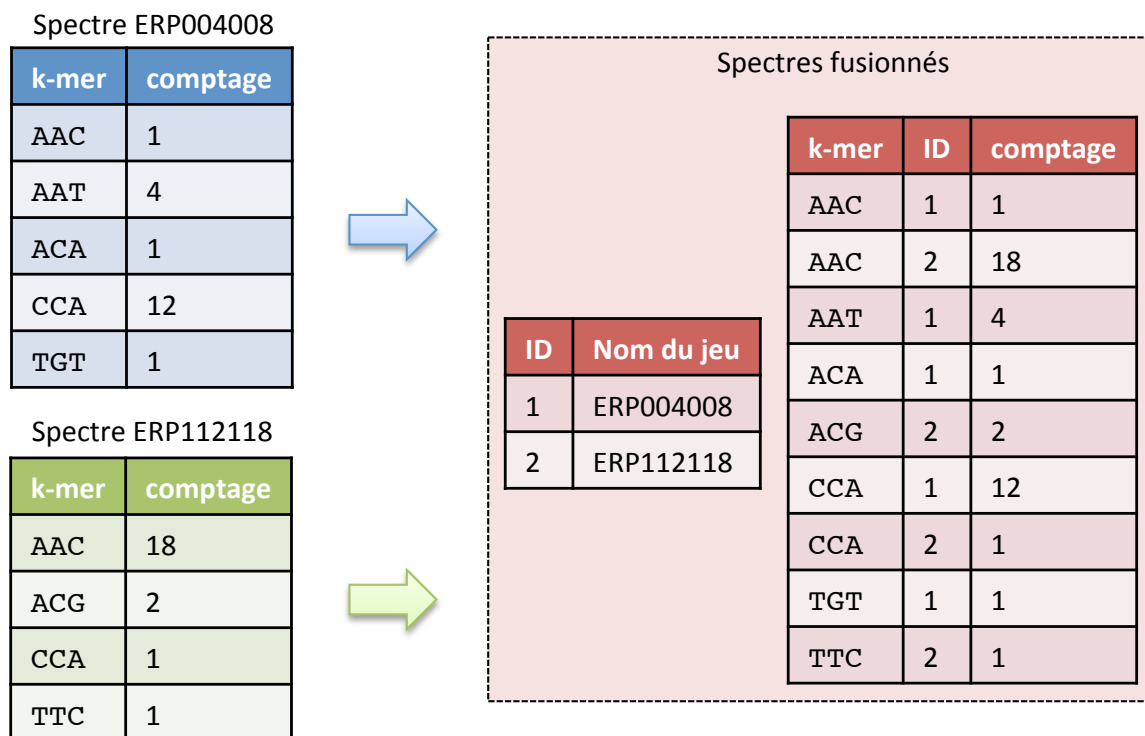 Spectre ERP004008
k-mer comptage
AAC 1
AAT 4
ACA 1
CCA 12
TGT 1
Spectre ERP112118
k-mer comptage
AAC 18
ACG 2
CCA 1
TTC 1
Spectres fusionnés
ID Nom du jeu
1 ERP004008
2 ERP112118
k-mer ID comptage
AAC 1 1
AAC 2 18
AAT 1 4
ACA 1 1
ACG 2 2
CCA 1 12
CCA 2 1
TGT 1 1
TTC 2 1